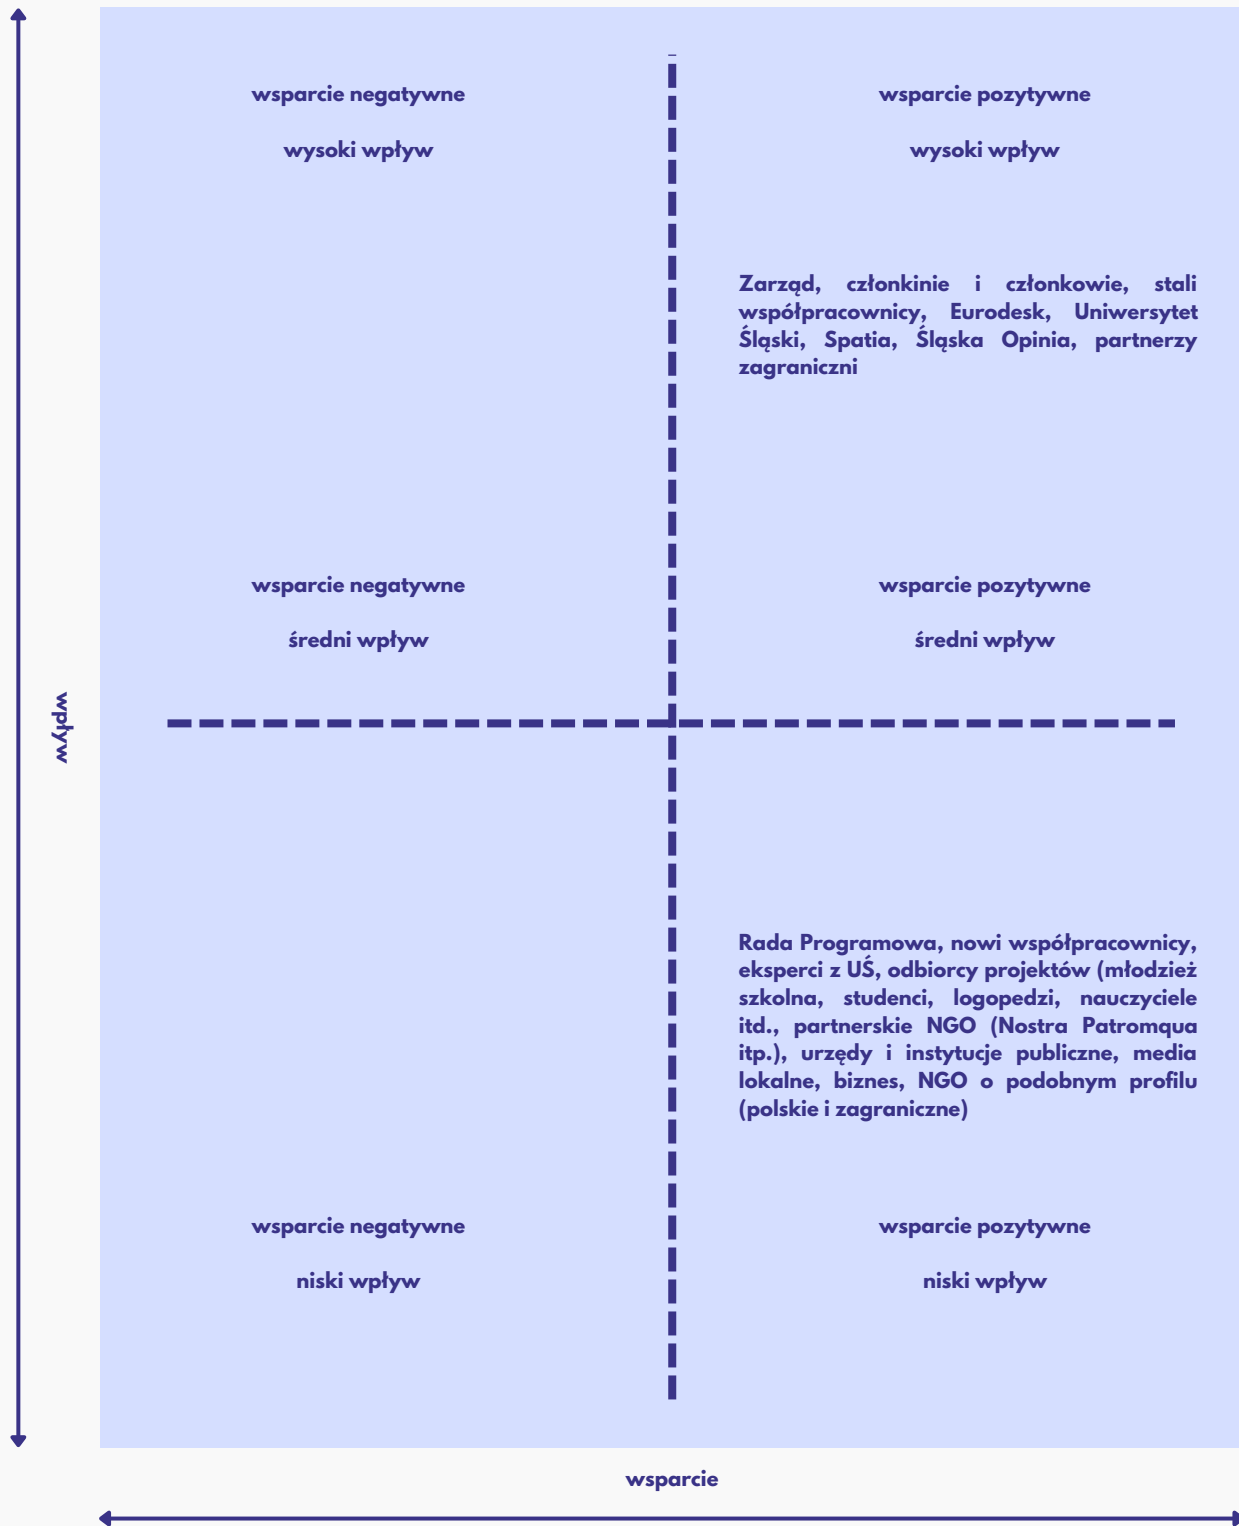 wsparcie negatywne
wysoki wpływ
wsparcie pozytywne
wysoki wpływ
Zarząd, członkinie i członkowie, stali
współpracownicy, Eurodesk, Uniwersytet
Śląski, Spatia, Śląska Opinia, partnerzy
zagraniczni
wsparcie negatywne
średni wpływ
wsparcie pozytywne
średni wpływ
wpływ
Rada Programowa, nowi współpracownicy,
eksperci z UŚ, odbiorcy projektów (młodzież
szkolna, studenci, logopedzi, nauczyciele
itd., partnerskie NGO (Nostra Patromqua
itp.), urzędy i instytucje publiczne, media
lokalne, biznes, NGO o podobnym profilu
(polskie i zagraniczne)
wsparcie negatywne
niski wpływ
wsparcie pozytywne
niski wpływ
wsparcie